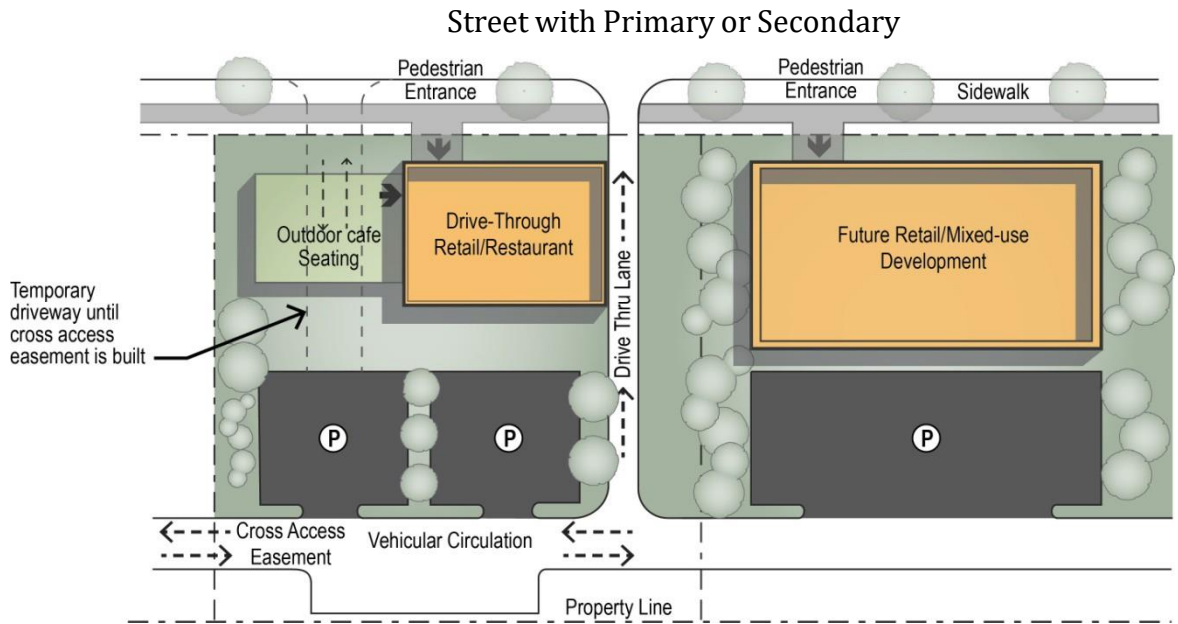 Street with Primary or Secondary
Pedestrian
Entrance
Pedestrian
Entrance
Sidewalk
Outdoor cafe
Seating
Drive-Through
Retail/Restaurant
Drive Thru Lane
Future Retail/Mixed-use
Development
Temporary
driveway until
cross access
easement is built
P
P
P
Cross Access
Easement
Vehicular Circulation
Property Line